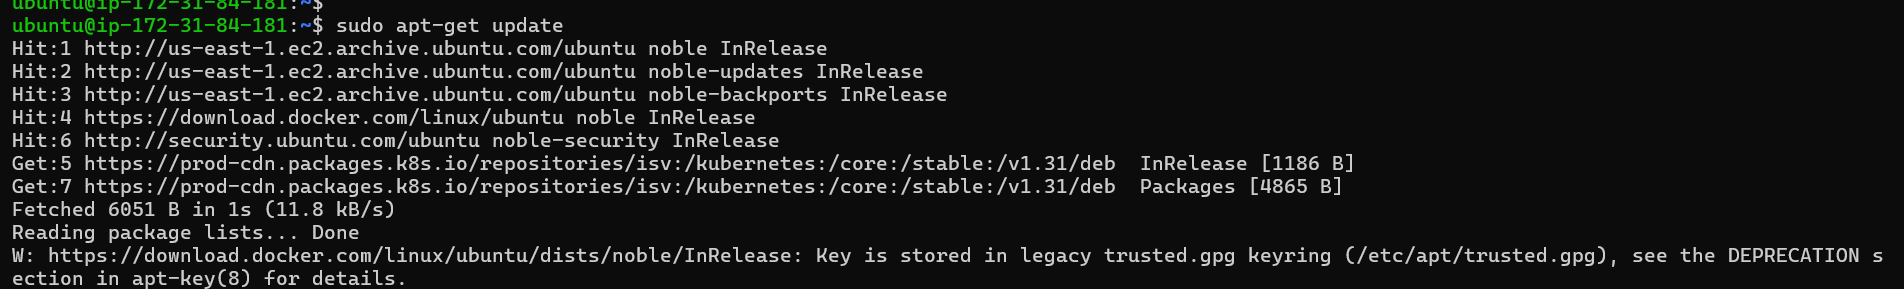 ubuntu@ip-172-31-84-181:~$
ubuntu@ip-172-31-84-181:~$ sudo apt-get update
Hit:1 http://us-east-1.ec2.archive.ubuntu.com/ubuntu noble InRelease
Hit:2 http://us-east-1.ec2.archive.ubuntu.com/ubuntu noble-updates InRelease
Hit:3 http://us-east-1.ec2.archive.ubuntu.com/ubuntu noble-backports InRelease
Hit:4 https://download.docker.com/linux/ubuntu noble InRelease
Hit:6 http://security.ubuntu.com/ubuntu noble-security InRelease
Get:5 https://prod-cdn.packages.k8s.io/repositories/isv:/kubernetes:/core:/stable:/v1.31/deb  InRelease [1186 B]
Get:7 https://prod-cdn.packages.k8s.io/repositories/isv:/kubernetes:/core:/stable:/v1.31/deb  Packages [4865 B]
Fetched 6051 B in 1s (11.8 kB/s)
Reading package lists... Done
W: https://download.docker.com/linux/ubuntu/dists/noble/InRelease: Key is stored in legacy trusted.gpg keyring (/etc/apt/trusted.gpg), see the DEPRECATION s
ection in apt-key(8) for details.